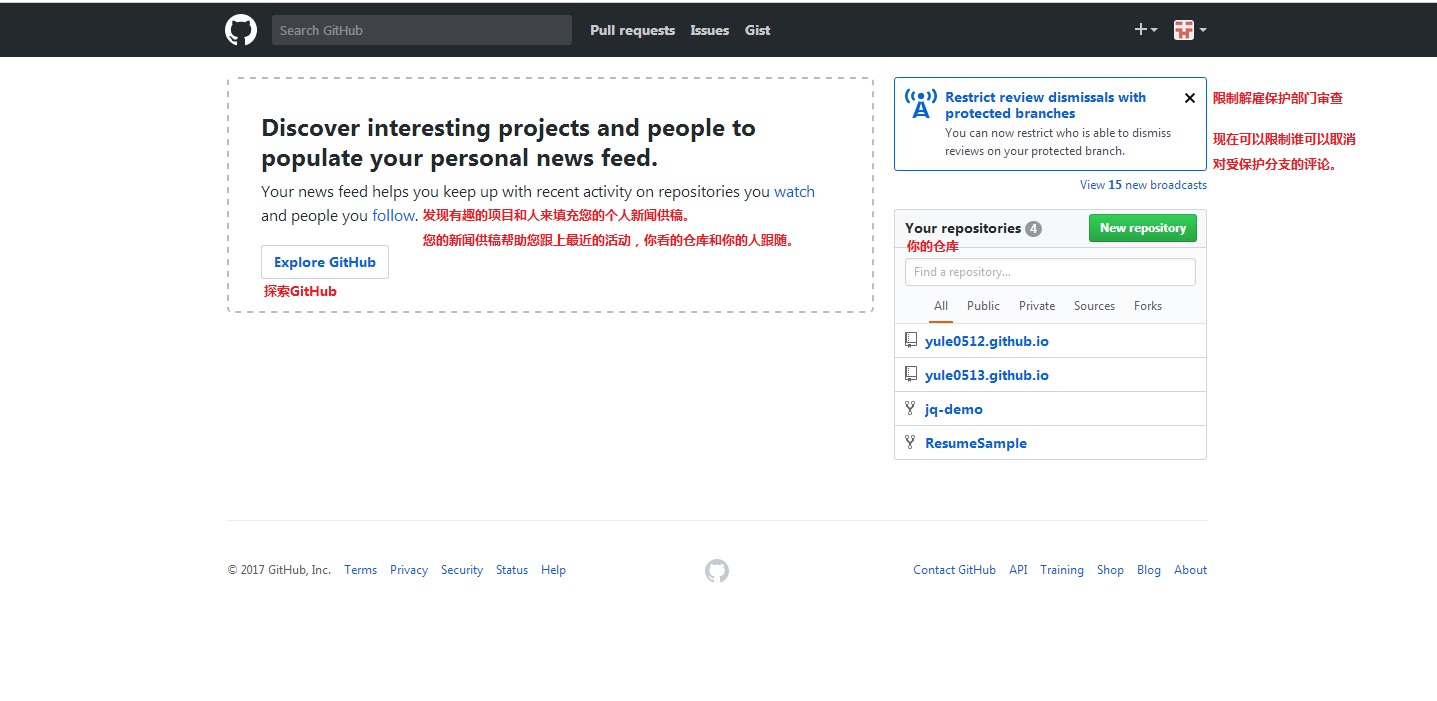 Search GitHub
Pull requests Issues Gist
Discover interesting projects and people to
populate your personal news feed.
Your news feed helps you keep up with recent activity on repositories you watch
and people you follow. 发现有趣的项目和人来填充您的个人新闻供稿。
您的新闻供稿帮助您跟上最近的活动，你看的仓库和你的人跟随。
Explore GitHub
探索GitHub
Restrict review dismissals with
protected branches
You can now restrict who is able to dismiss
reviews on your protected branch.
限制解雇保护部门审查
现在可以限制谁可以取消
对受保护分支的评论。
View 15 new broadcasts
Your repositories 4
New repository
你的仓库
Find a repository...
All Public Private Sources Forks
yule0512.github.io
yule0513.github.io
jq-demo
ResumeSample
© 2017 GitHub, Inc. Terms Privacy Security Status Help
Contact GitHub API Training Shop Blog About